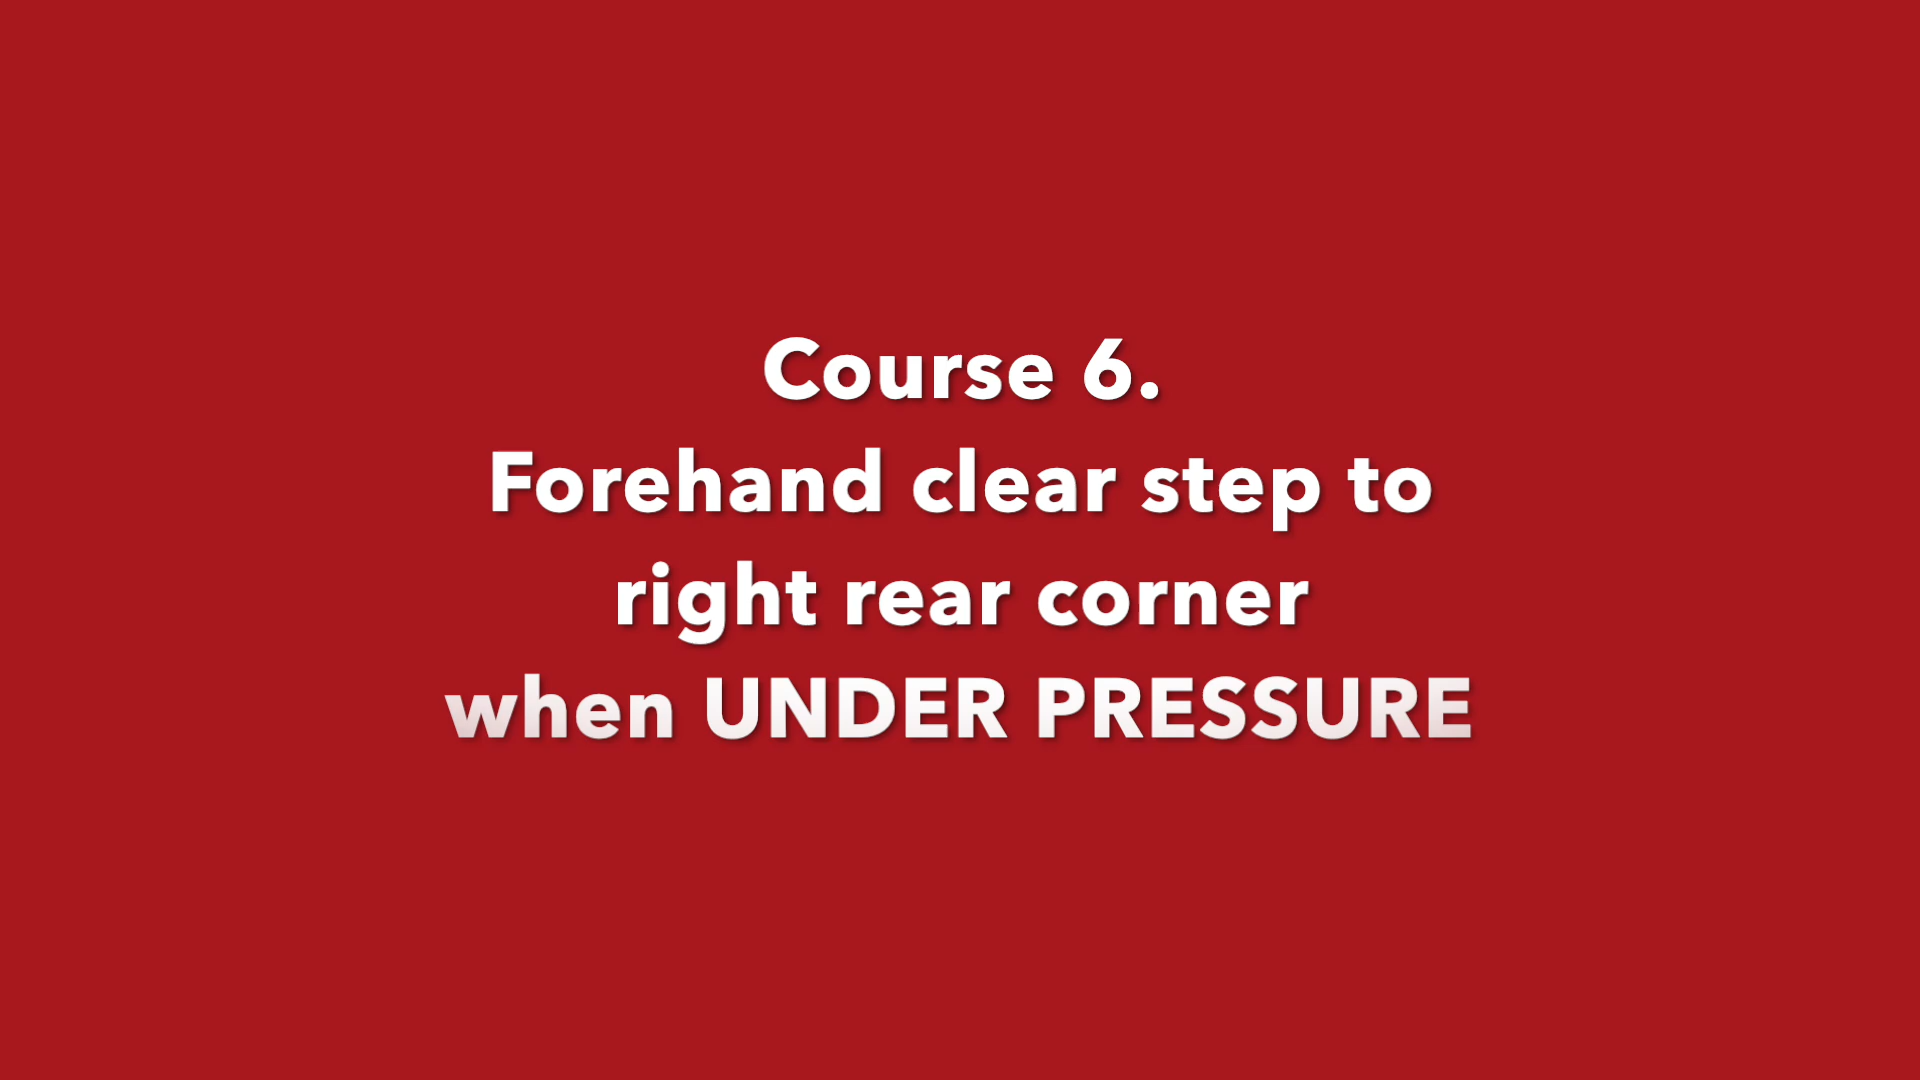 Course 6.
Forehand clear step to
right rear corner
when UNDER PRESSURE